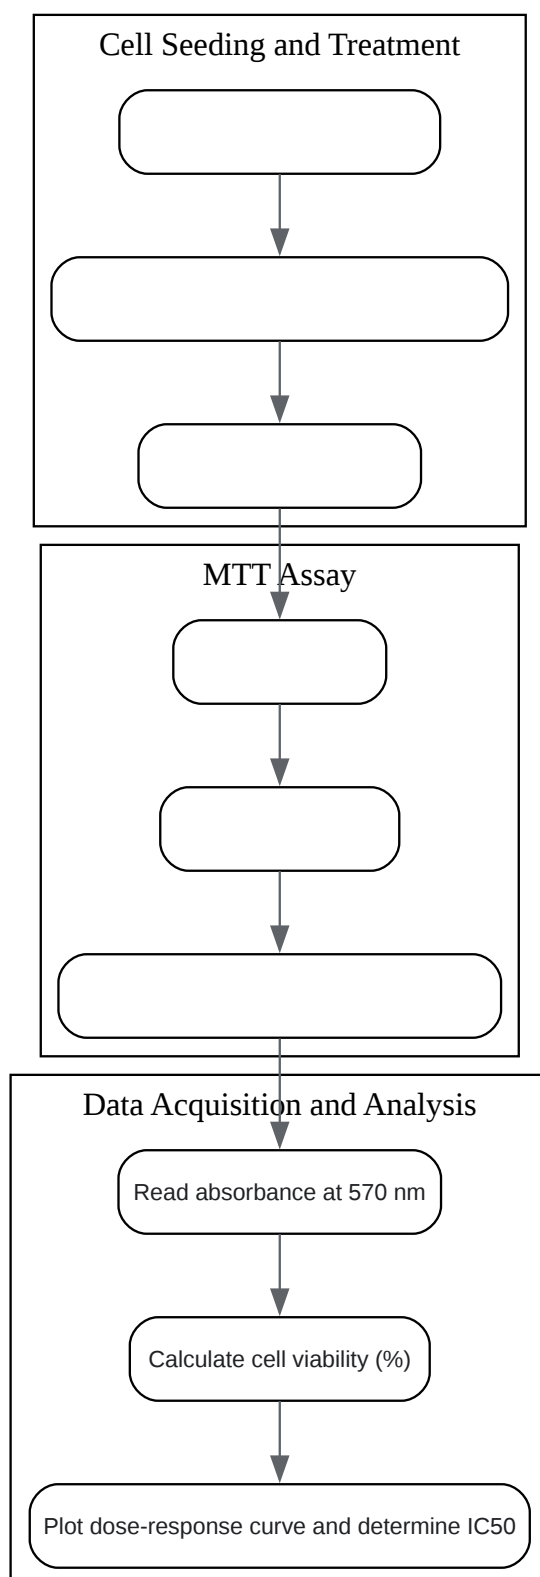 Cell Seeding and Treatment
MTT Assay
Data Acquisition and Analysis
Read absorbance at 570 nm
Calculate cell viability (%)
Plot dose-response curve and determine IC50